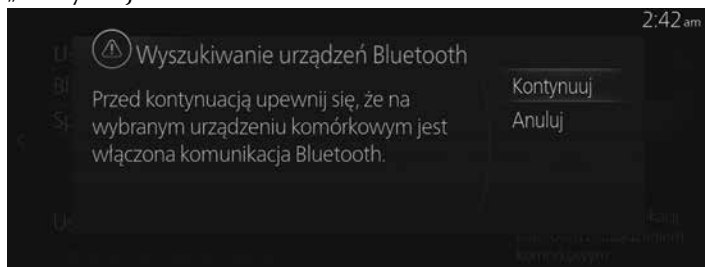 2:42 am
Wyszukiwanie urządzeń Bluetooth
Przed kontynuacją upewnij się, że na
wybranym urządzeniu komórkowym jest
włączona komunikacja Bluetooth.
Kontynuuj
Anuluj